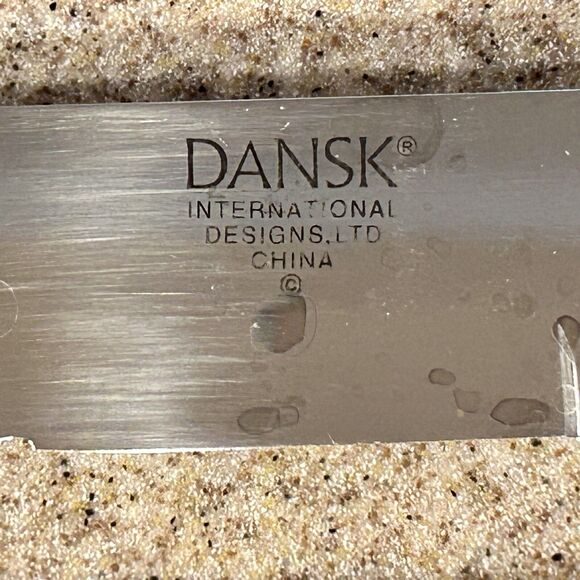 DANSK®
INTERNATIONAL
DESIGNS, LTD
CHINA
©